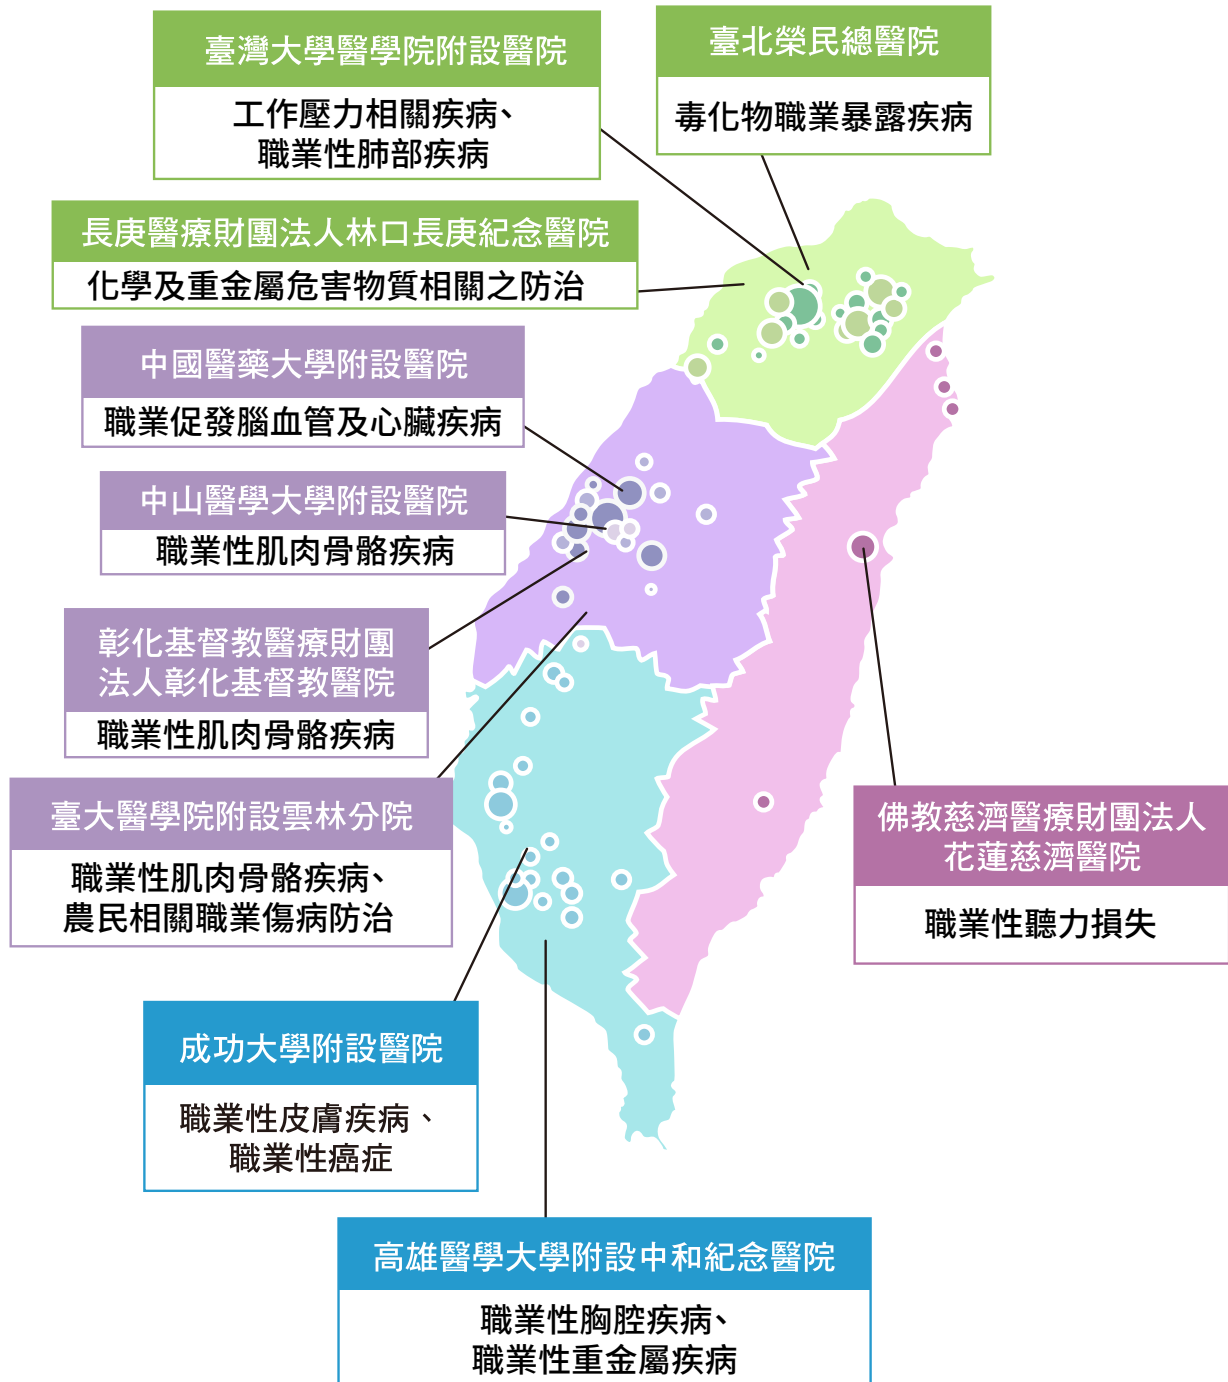 臺灣大學醫學院附設醫院
工作壓力相關疾病、
職業性肺部疾病
臺北榮民總醫院
毒化物職業暴露疾病
長庚醫療財團法人林口長庚紀念醫院
化學及重金屬危害物質相關之防治
中國醫藥大學附設醫院
職業促發腦血管及心臟疾病
中山醫學大學附設醫院
職業性肌肉骨骼疾病
彰化基督教醫療財團
法人彰化基督教醫院
職業性肌肉骨骼疾病
臺大醫學院附設雲林分院
職業性肌肉骨骼疾病、
農民相關職業傷病防治
佛教慈濟醫療財團法人
花蓮慈濟醫院
職業性聽力損失
成功大學附設醫院
職業性皮膚疾病、
職業性癌症
高雄醫學大學附設中和紀念醫院
職業性胸腔疾病、
職業性重金屬疾病